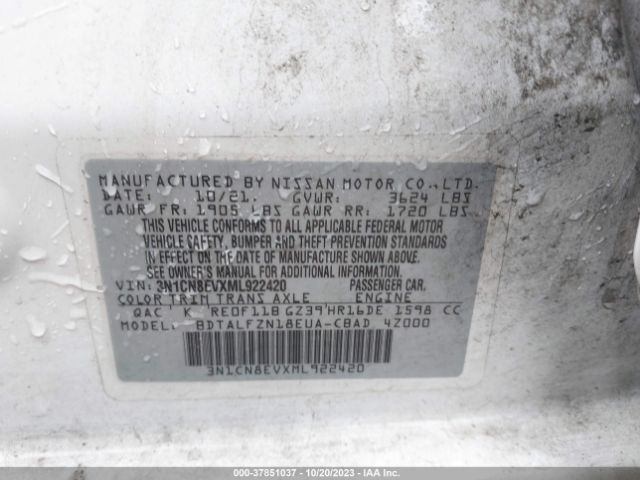 MANUFACTURED BY NISSAN MOTOR CO., LTD.
DATE: 10/21. GVWR: 3624 LBS
GAWR FR: 1905 LBS GAWR RR: 1720 LBS
THIS VEHICLE CONFORMS TO ALL APPLICABLE FEDERAL MOTOR
VEHICLE SAFETY, BUMPER AND THEFT PREVENTION STANDARDS
IN EFFECT ON THE DATE OF MANUFACTURE SHOWN ABOVE.
SEE OWNER'S MANUAL FOR ADDITIONAL INFORMATION.
VIN: 3N1CN8EVXML922420 PASSENGER CAR.
COLOR TRIM TRANS AXLE ENGINE
QAC K RE0F11B GZ39 HR16DE 1598 CC
MODEL: BDTALFZN18EUA-CBAD 4Z000
3N1CN8EVXML922420
000-37851037 - 10/20/2023 - IAA Inc.